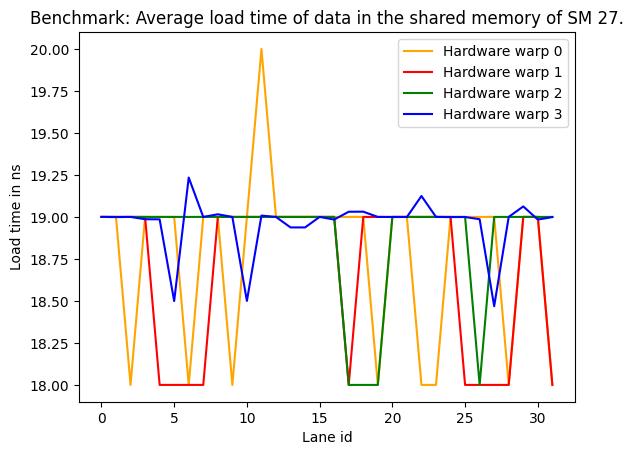 Benchmark: Average load time of data in the shared memory of SM 27.
Hardware warp 0
Hardware warp 1
Hardware warp 2
Hardware warp 3
20.00
19.75
19.50
19.25
19.00
18.75
18.50
18.25
18.00
Load time in ns
0 5 10 15 20 25 30
Lane id